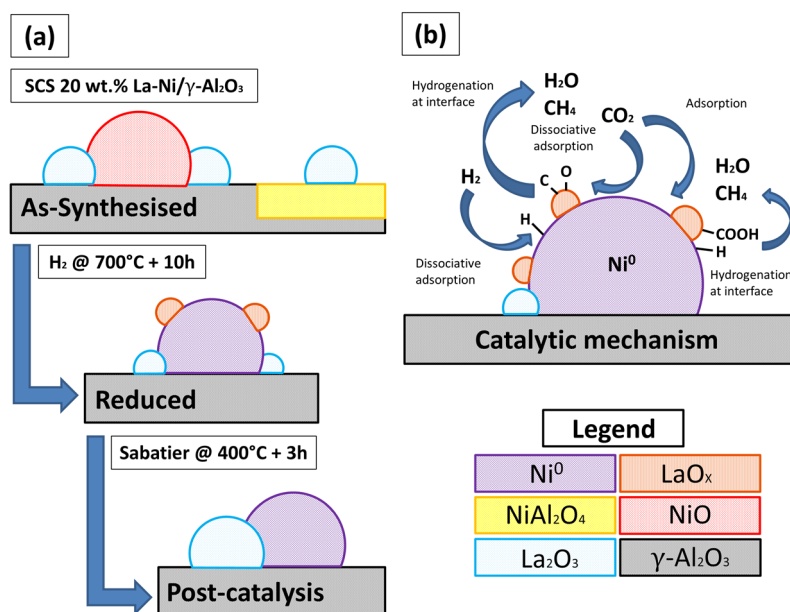 (a)
SCS 20 wt.% La-Ni/γ-Al₂O₃
As-Synthesised
H₂ @ 700°C + 10h
Reduced
Sabatier @ 400°C + 3h
Post-catalysis
(b)
Hydrogenation
at interface
H₂O
CH₄
Dissociative
adsorption
CO₂
Adsorption
H₂
C
O
H
H₂O
CH₄
COOH
H
Dissociative
adsorption
Ni⁰
Hydrogenation
at interface
Catalytic mechanism
Legend
Ni⁰
LaOₓ
NiAl₂O₄
NiO
La₂O₃
γ-Al₂O₃